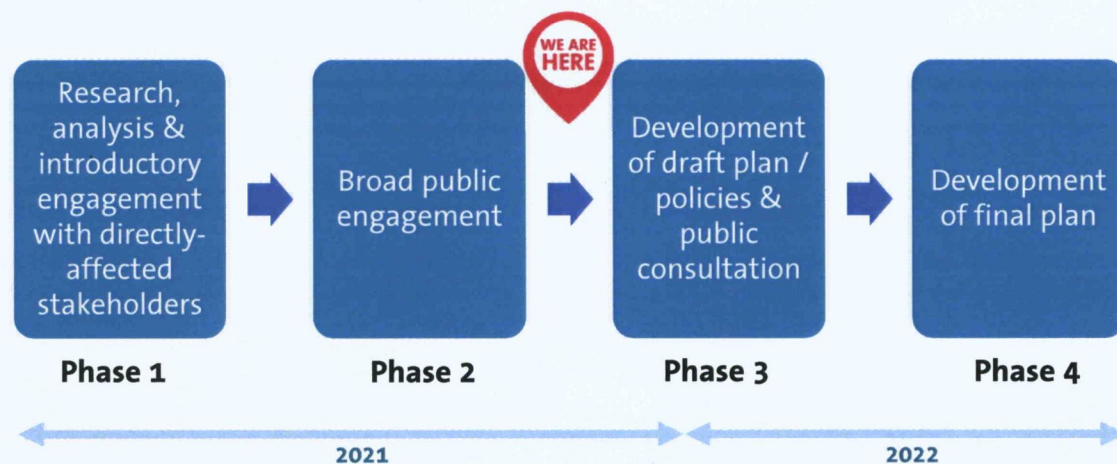 WE ARE
HERE
Research,
analysis &
introductory
engagement
with directly-
affected
stakeholders
Broad public
engagement
Development
of draft plan /
policies &
public
consultation
Development
of final plan
Phase 1
Phase 2
Phase 3
Phase 4
2021
2022